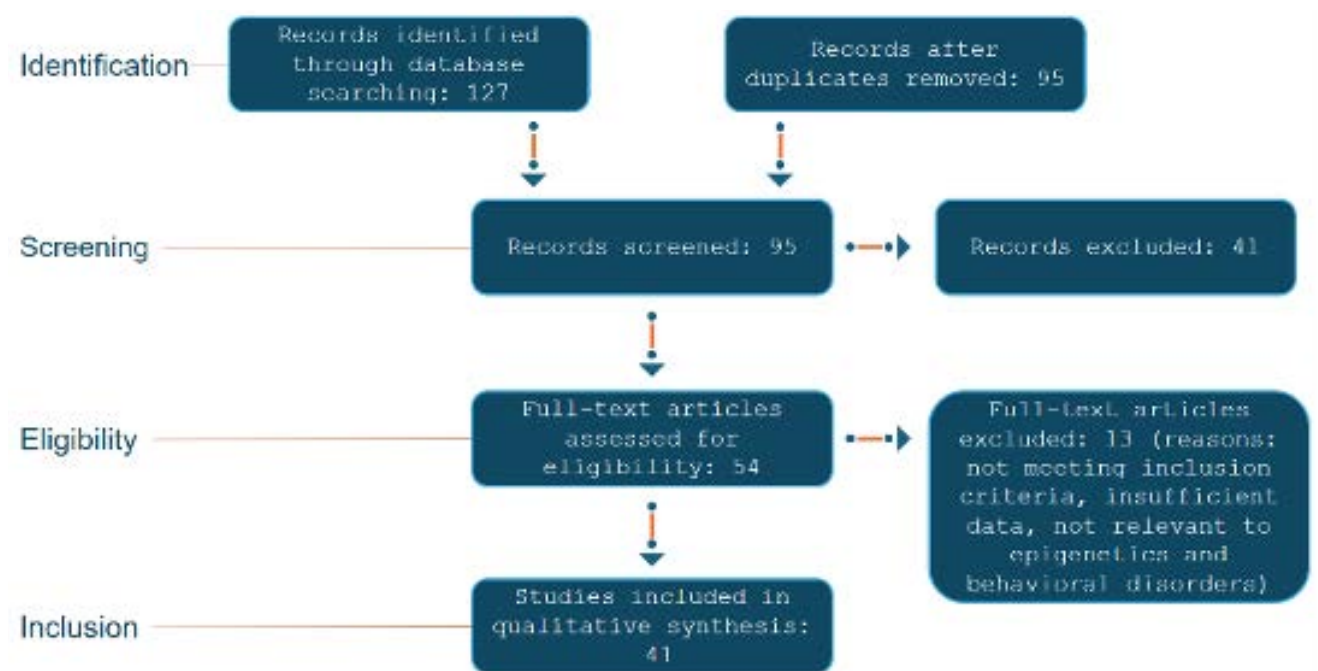 Identification
Records identified
through database
searching: 127
Records after
duplicates removed: 95
Screening
Records screened: 95
Records excluded: 41
Eligibility
Full-text articles
assessed for
eligibility: 54
Full-text articles
excluded: 13 (reasons:
not meeting inclusion
criteria, insufficient
data, not relevant to
epigenetics and
behavioral disorders)
Inclusion
Studies included in
qualitative synthesis:
41